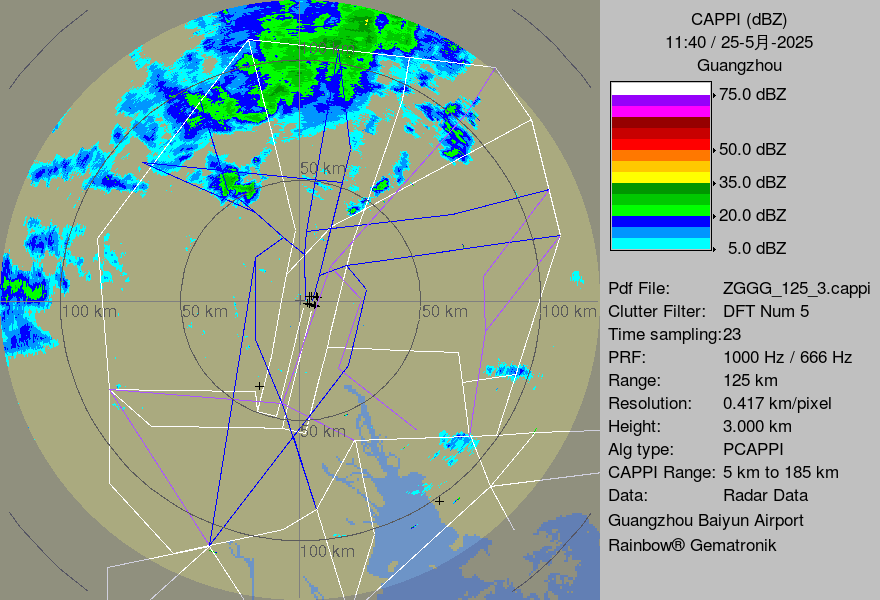 CAPPI (dBZ)
11:40 / 25-5月-2025
Guangzhou
75.0 dBZ
50.0 dBZ
35.0 dBZ
20.0 dBZ
5.0 dBZ
Pdf File: ZGGG_125_3.cappi
Clutter Filter: DFT Num 5
Time sampling:23
PRF: 1000 Hz / 666 Hz
Range: 125 km
Resolution: 0.417 km/pixel
Height: 3.000 km
Alg type: PCAPPI
CAPPI Range: 5 km to 185 km
Data: Radar Data
Guangzhou Baiyun Airport
Rainbow® Gematronik
100 km
50 km
100 km
50 km
50 km
100 km
50 km
100 km